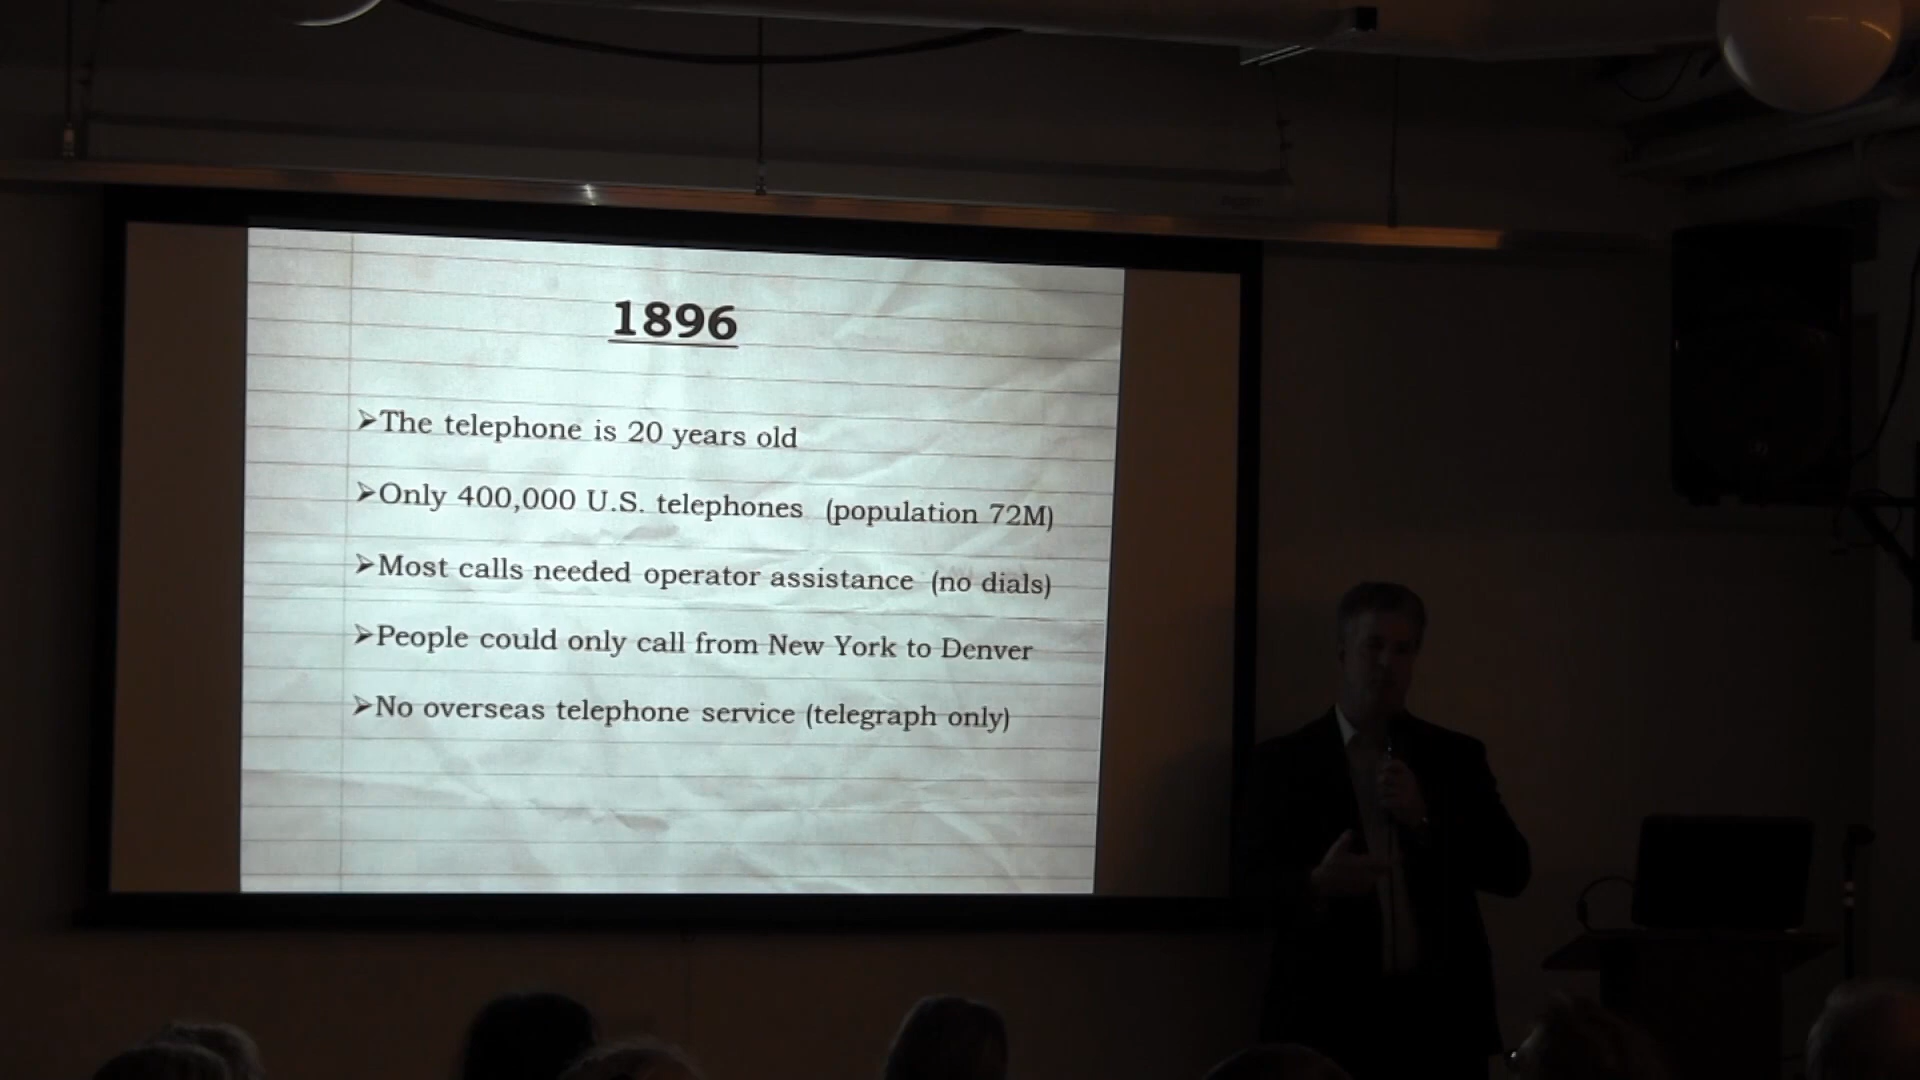 1896
➢The telephone is 20 years old
➢Only 400,000 U.S. telephones (population 72M)
➢Most calls needed operator assistance (no dials)
➢People could only call from New York to Denver
➢No overseas telephone service (telegraph only)